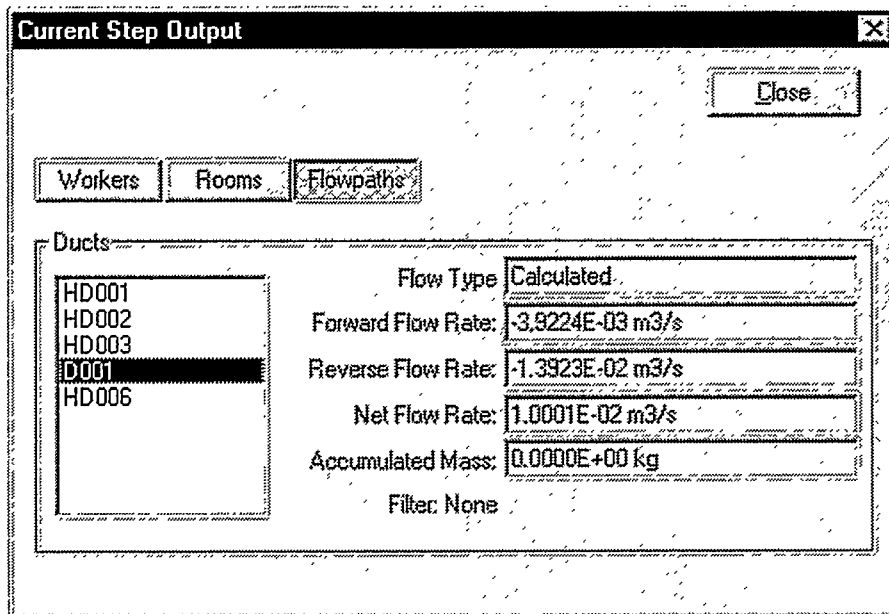 Current Step Output
Close
Workers Rooms Flowpaths
Ducts
HD001
HD002
HD003
D001
HD006
Flow Type Calculated
Forward Flow Rate: -3.9224E-03 m3/s
Reverse Flow Rate: -1.3923E-02 m3/s
Net Flow Rate: 1.0001E-02 m3/s
Accumulated Mass: 0.0000E+00 kg
Filter: None